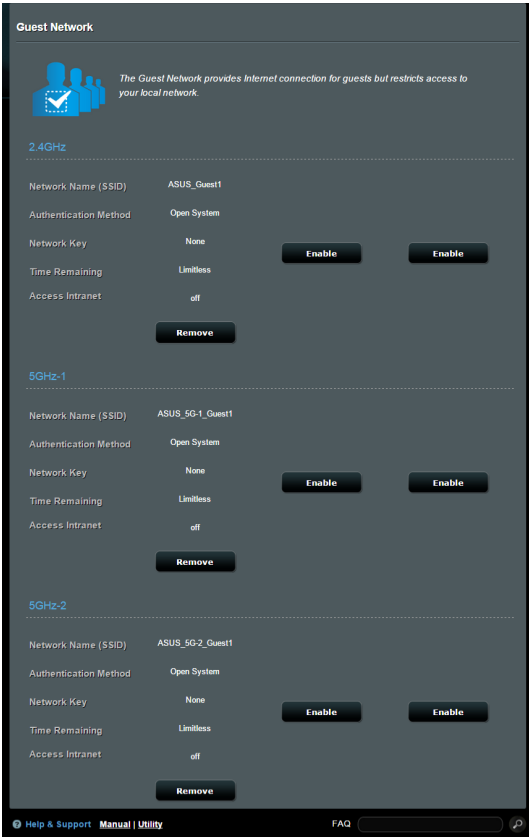 Guest Network
The Guest Network provides Internet connection for guests but restricts access to
your local network.
2.4GHz
Network Name (SSID) ASUS_Guest1
Authentication Method Open System
Network Key None
Enable Enable
Time Remaining Limitless
Access Intranet off
Remove
5GHz-1
Network Name (SSID) ASUS_5G-1_Guest1
Authentication Method Open System
Network Key None
Enable Enable
Time Remaining Limitless
Access Intranet off
Remove
5GHz-2
Network Name (SSID) ASUS_5G-2_Guest1
Authentication Method Open System
Network Key None
Enable Enable
Time Remaining Limitless
Access Intranet off
Remove
Help & Support Manual | Utility FAQ